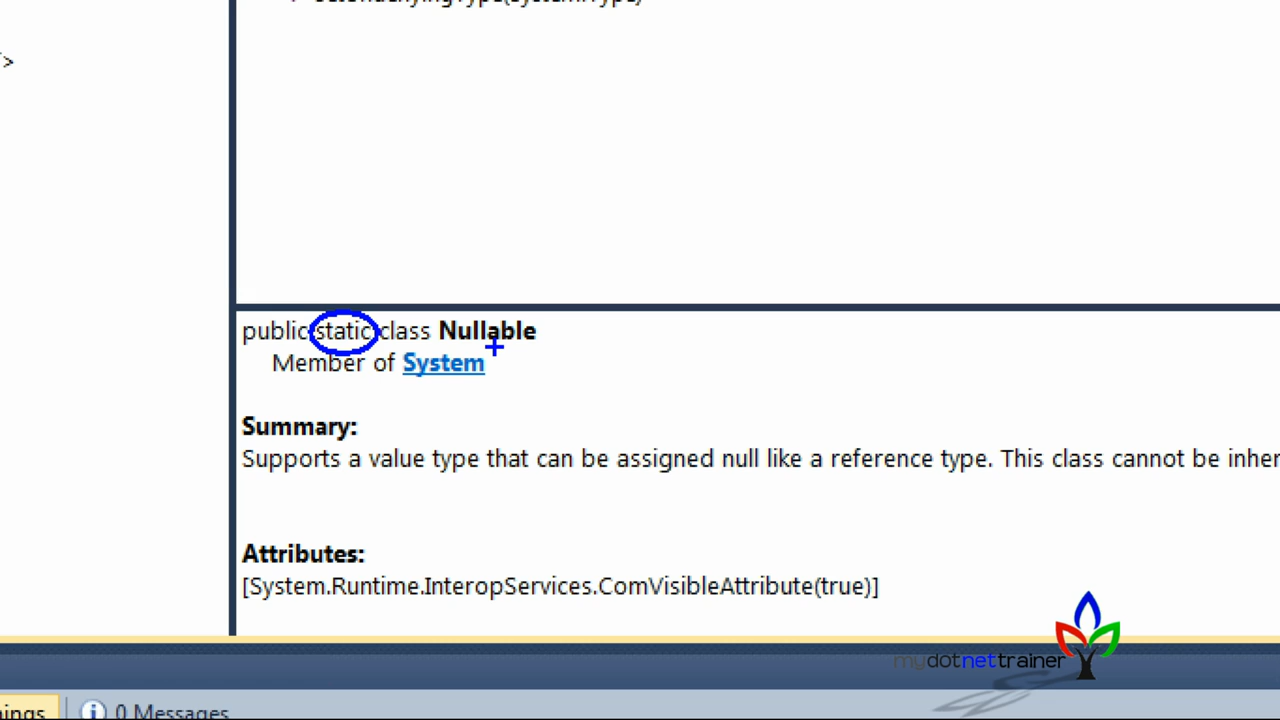 />
public static class Nullable
Member of System
Summary:
Supports a value type that can be assigned null like a reference type. This class cannot be inher
Attributes:
[System.Runtime.InteropServices.ComVisibleAttribute(true)]
mydotnettrainer
0 Messages